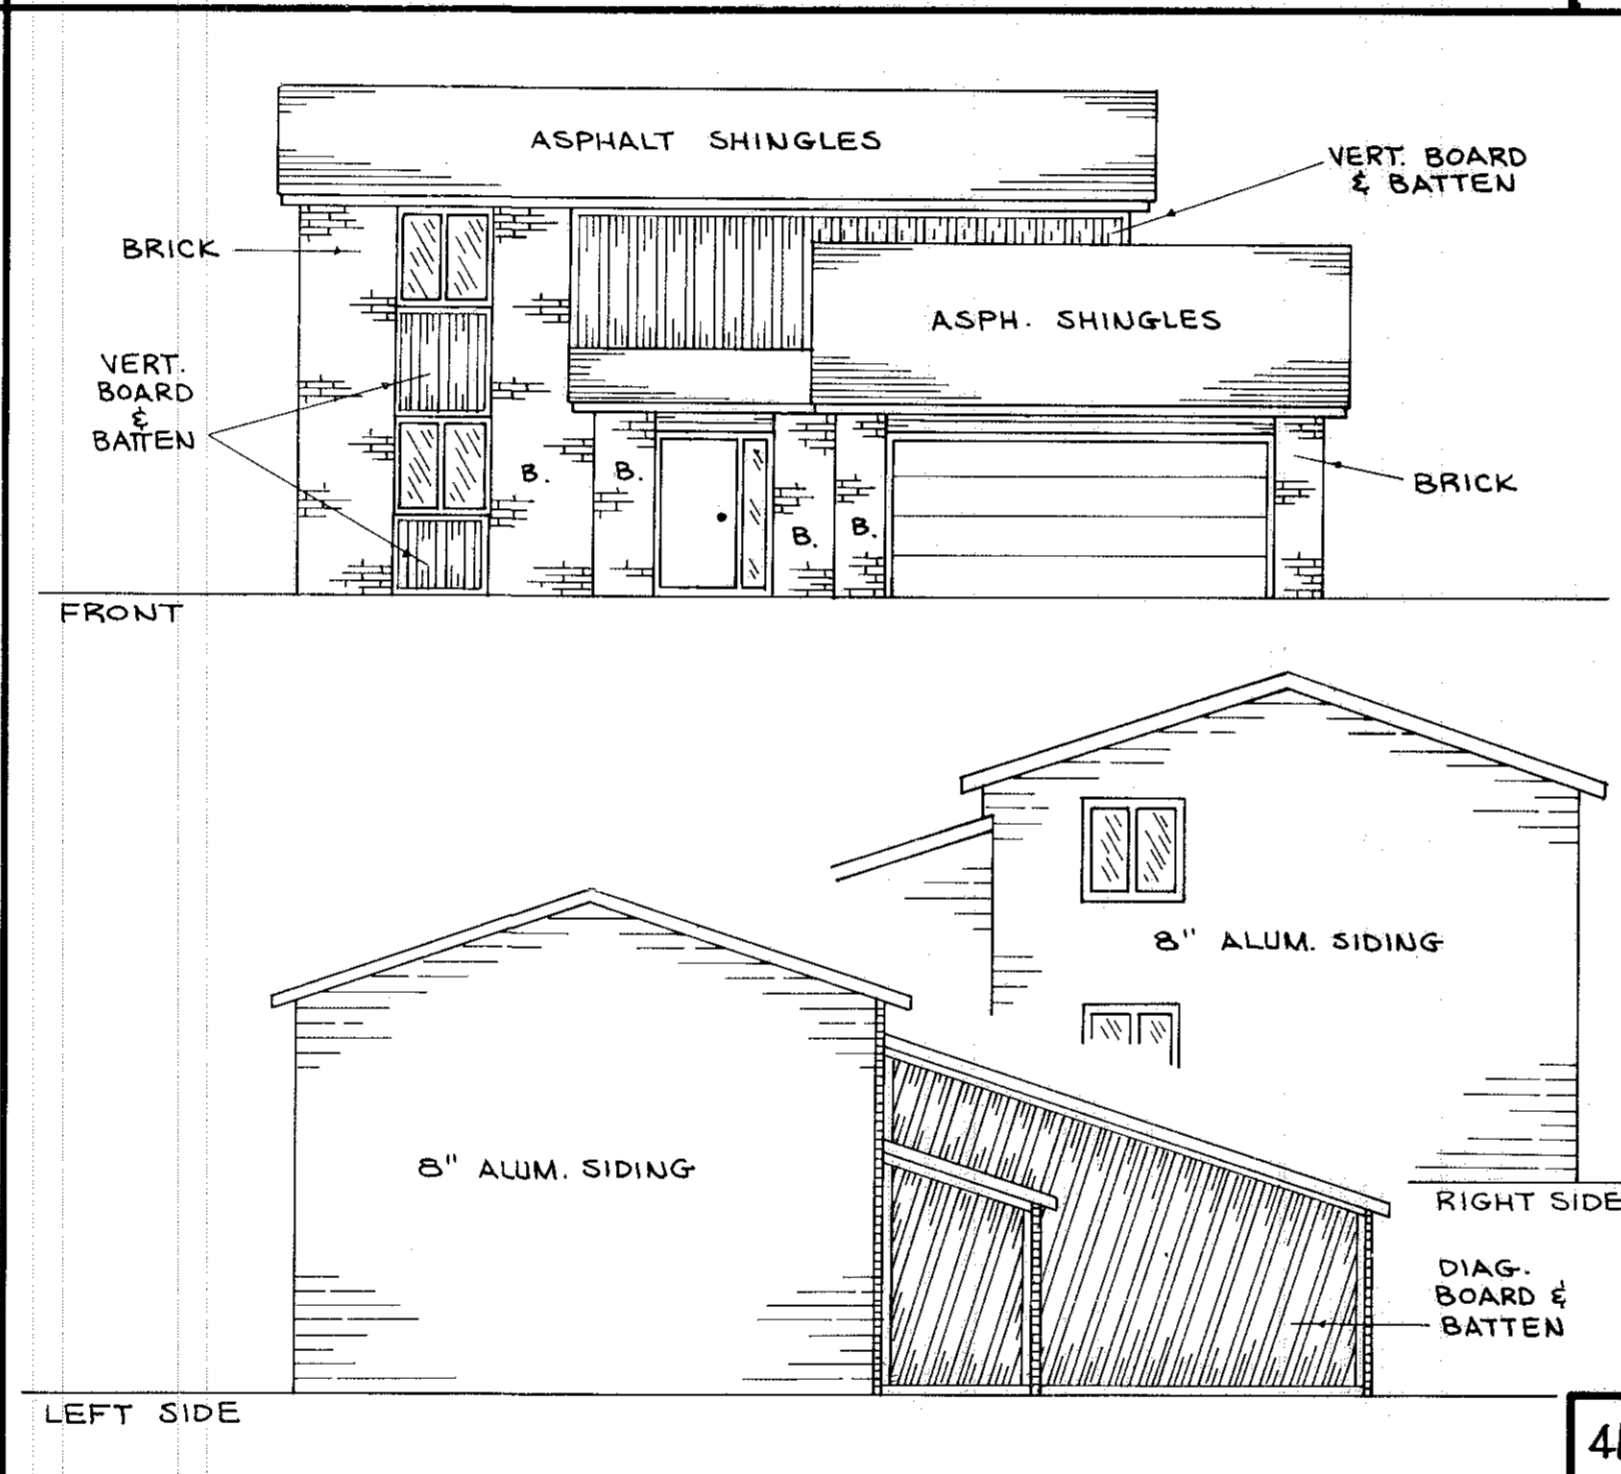 ASPHALT SHINGLES
VERT. BOARD
& BATTEN
BRICK
ASPH. SHINGLES
VERT.
BOARD
&
BATTEN
B.
B.
B.
B.
BRICK
FRONT
8" ALUM. SIDING
8" ALUM. SIDING
RIGHT SIDE
DIAG.
BOARD &
BATTEN
LEFT SIDE